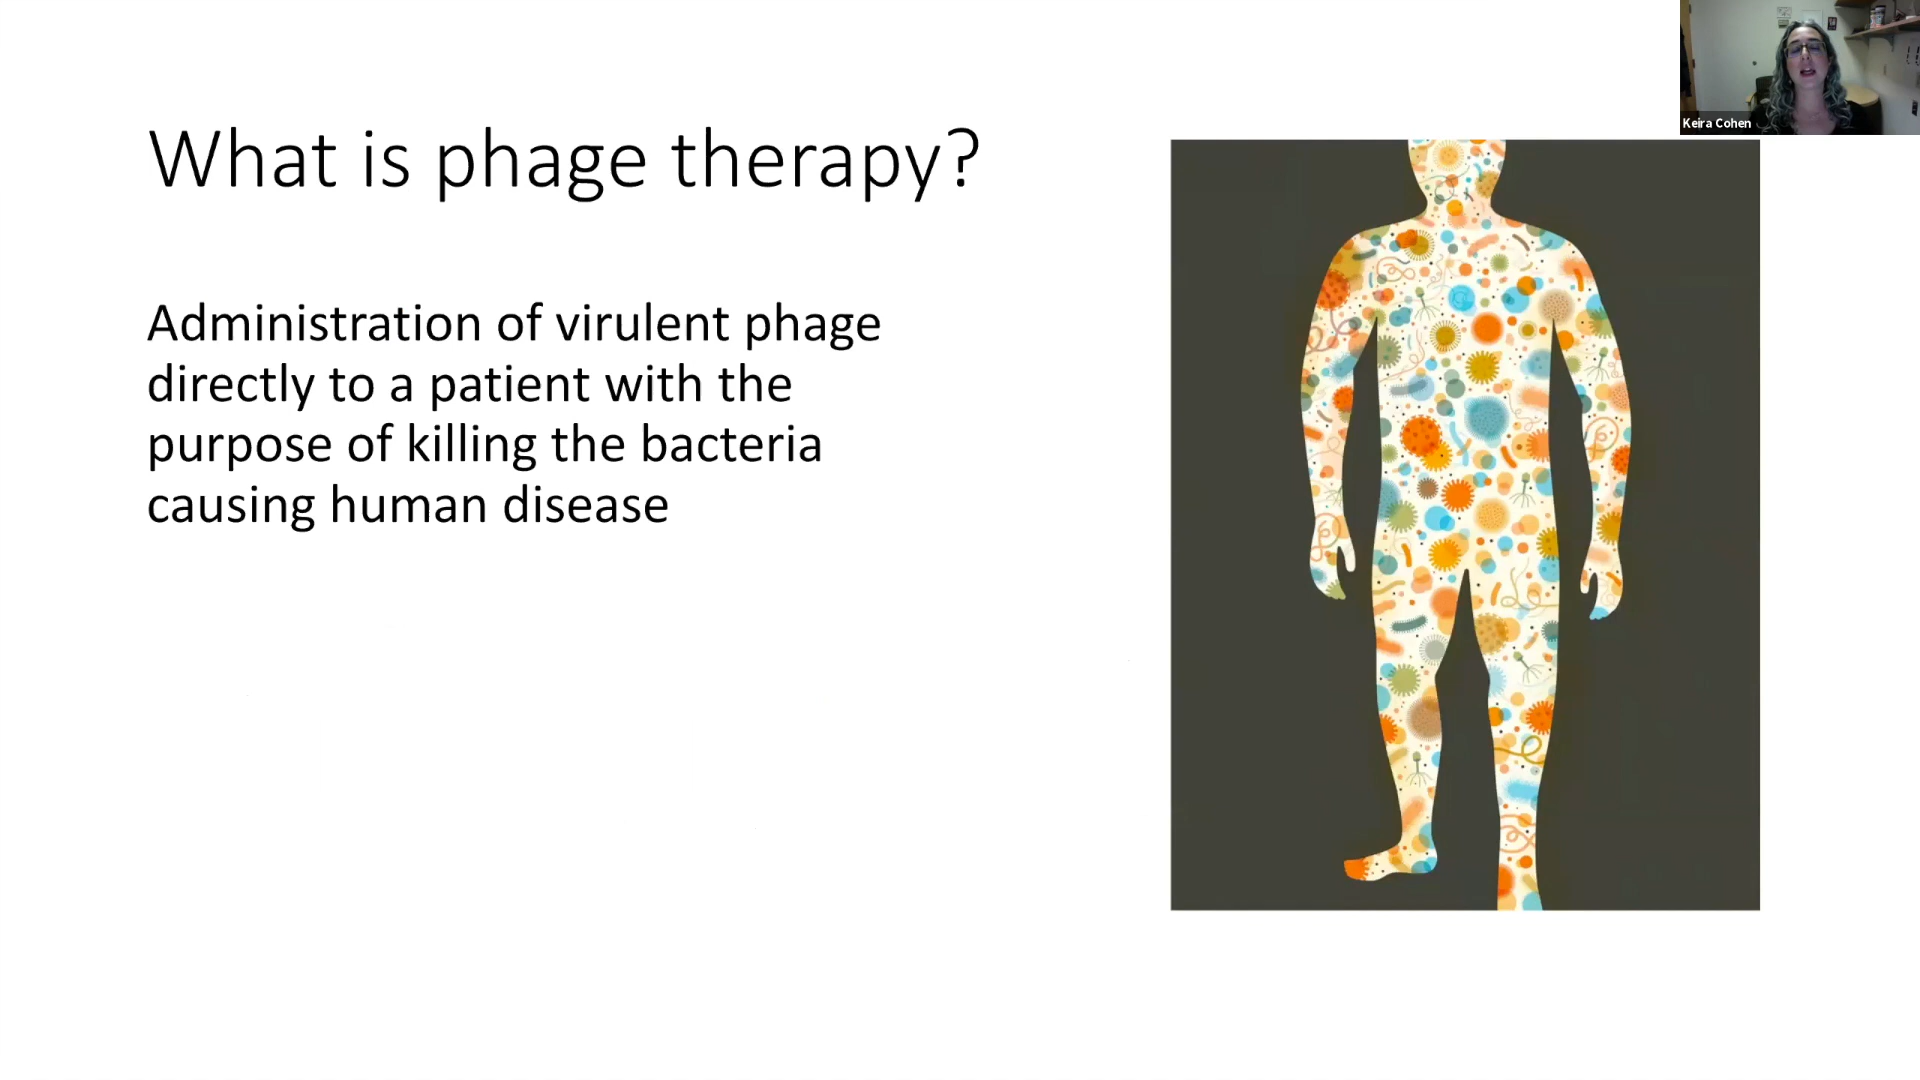 Keira Cohen
What is phage therapy?
Administration of virulent phage
directly to a patient with the
purpose of killing the bacteria
causing human disease